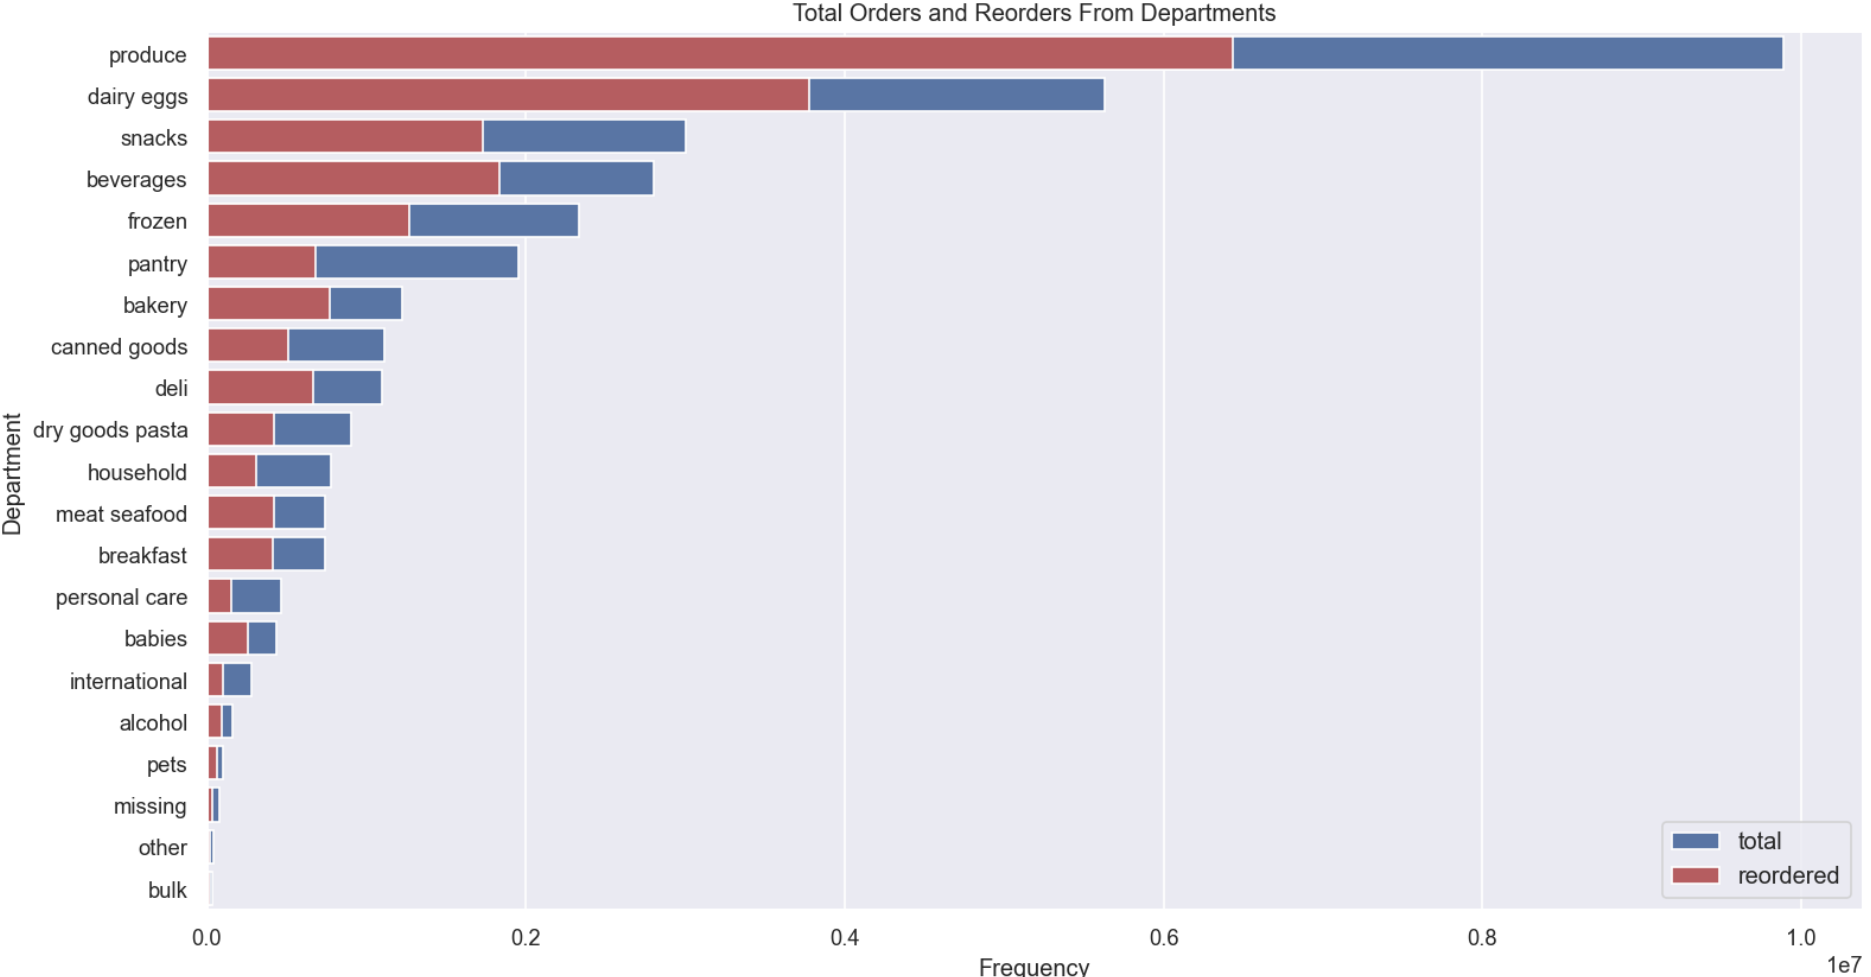 Total Orders and Reorders From Departments
Department
produce
dairy eggs
snacks
beverages
frozen
pantry
bakery
canned goods
deli
dry goods pasta
household
meat seafood
breakfast
personal care
babies
international
alcohol
pets
missing
other
bulk
total
reordered
0.0 0.2 0.4 0.6 0.8 1.0
Frequency
1e7